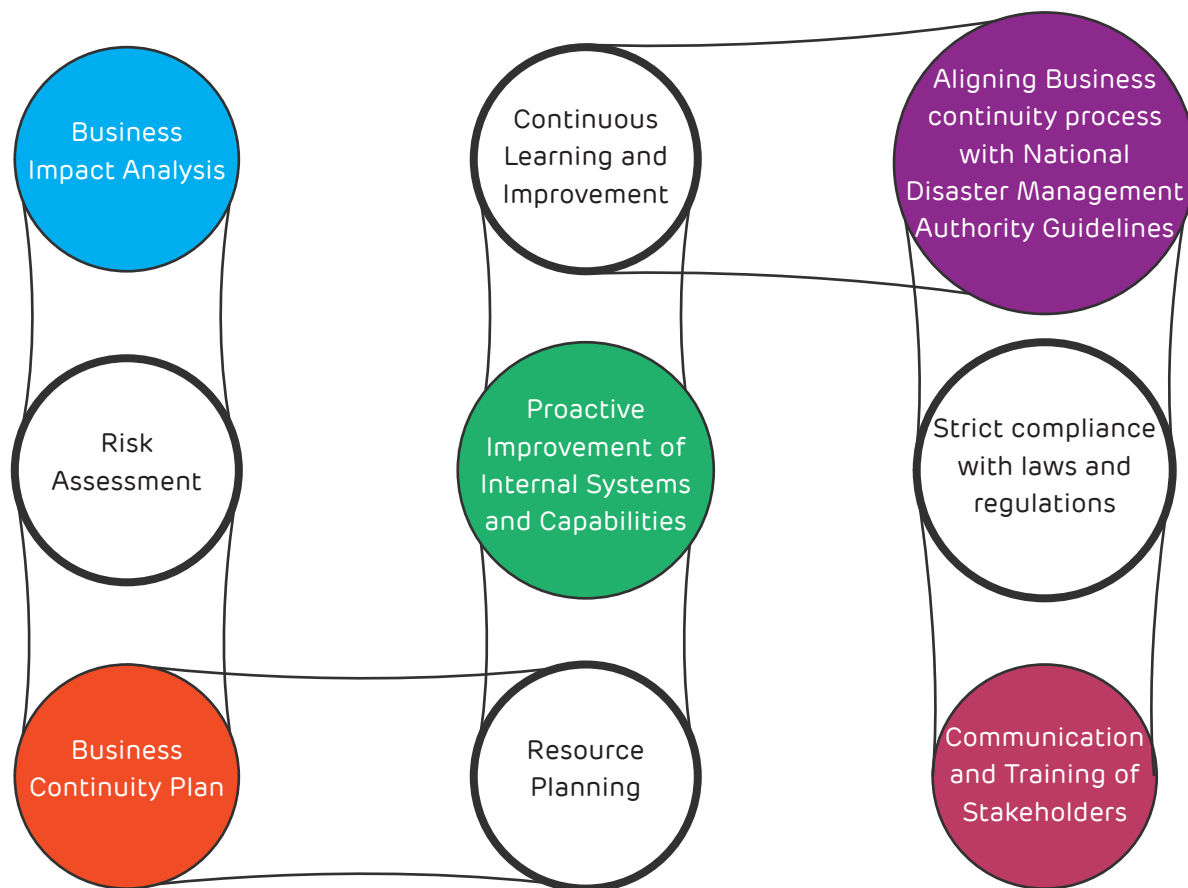 Business
Impact Analysis
Risk
Assessment
Business
Continuity Plan
Resource
Planning
Proactive
Improvement of
Internal Systems
and Capabilities
Continuous
Learning and
Improvement
Aligning Business
continuity process
with National
Disaster Management
Authority Guidelines
Strict compliance
with laws and
regulations
Communication
and Training of
Stakeholders